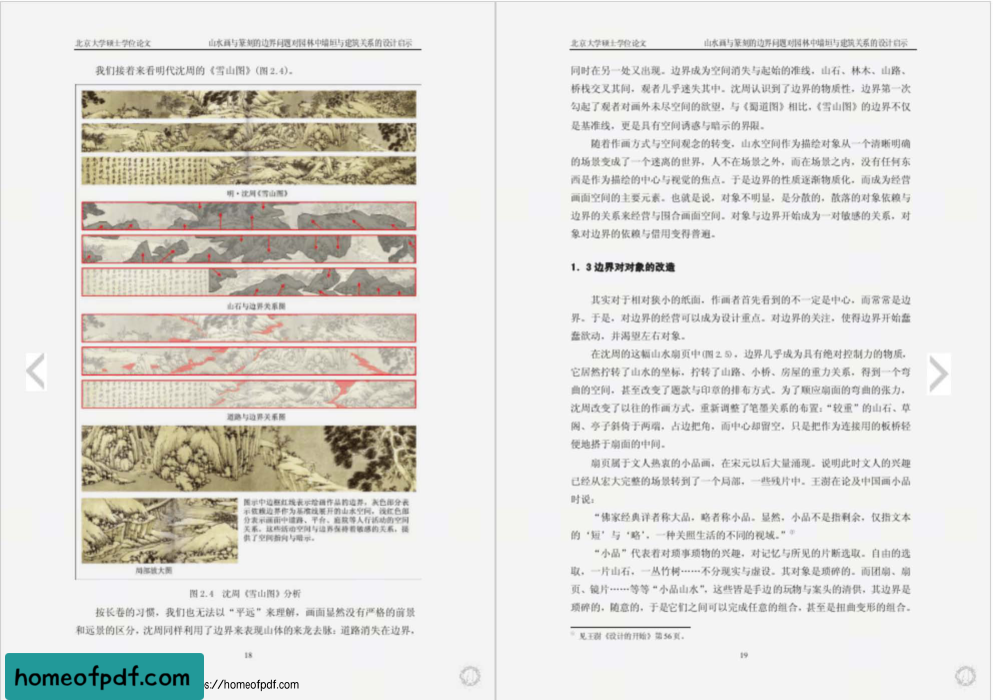 北京大学硕士学位论文
山水画与篆刻的边界问题对园林中墙垣与建筑关系的设计启示
我们接着来看明代沈周的《雪山图》(图 2.4)。
明·沈周《雪山图》
山石与边界关系图
道路与边界关系图
图示中边框红线表示绘画作品的边界，灰色部分表
示依赖边界作为基准线展开的山水空间，浅红色部
分表示画面中道路、平台、庭院等人行活动的空间
关系。这些活动空间与边界保持着敏感的关系，提
供了空间指向与暗示。
局部放大图
图 2.4 沈周《雪山图》分析
按长卷的习惯，我们也无法以“平远”来理解，画面显然没有严格的前景
和远景的区分，沈周同样利用了边界来表现山体的来龙去脉：道路消失在边界，
18
homeofpdf.com
s://homeofpdf.com
北京大学硕士学位论文
山水画与篆刻的边界问题对园林中墙垣与建筑关系的设计启示
同时在另一处又出现。边界成为空间消失与起始的准线，山石、林木、山路、
桥栈交叉其间，观者几乎迷失其中。沈周认识到了边界的物质性，边界第一次
勾起了观者对画外未尽空间的欲望，与《蜀道图》相比，《雪山图》的边界不仅
是基准线，更是具有空间诱惑与暗示的界限。
随着作画方式与空间观念的转变，山水空间作为描绘对象从一个清晰明确
的场景变成了一个迷离的世界，人不在场景之外，而在场景之内，没有任何东
西是作为描绘的中心与视觉的焦点。于是边界的性质逐渐物质化，而成为经营
画面空间的主要元素。也就是说，对象不明显，是分散的，散落的对象依赖与
边界的关系来经营与围合画面空间。对象与边界开始成为一对敏感的关系，对
象对边界的依赖与借用变得普遍。
1．3 边界对对象的改造
其实对于相对狭小的纸面，作画者首先看到的不一定是中心，而常常是边
界。于是，对边界的经营可以成为设计重点。对边界的关注，使得边界开始蠢
蠢欲动，并渴望左右对象。
在沈周的这幅山水扇页中(图 2.5)，边界几乎成为具有绝对控制力的物质，
它居然拧转了山水的坐标，拧转了山路、小桥、房屋的重力关系，得到一个弯
曲的空间，甚至改变了题款与印章的排布方式。为了顺应扇面的弯曲的张力，
沈周改变了以往的作画方式，重新调整了笔墨关系的布置：“较重”的山石、草
阁、亭子斜倚于两端，占边把角，而中心却留空，只是把作为连接用的板桥轻
便地搭于扇面的中间。
扇页属于文人热衷的小品画，在宋元以后大量涌现。说明此时文人的兴趣
已经从宏大完整的场景转到了一个局部，一些残片中。王澍在论及中国画小品
时说：
“佛家经典详者称大品，略者称小品。显然，小品不是指剩余，仅指文本
的‘短’与‘略’，一种关照生活的不同的视域。”
“小品”代表着对琐事琐物的兴趣，对记忆与所见的片断选取。自由的选
取，一片山石，一丛竹树……不分现实与虚设。其对象是琐碎的。而团扇、扇
页、镜片……等等“小品山水”，这些皆是手边的玩物与案头的清供，其边界是
琐碎的，随意的，于是它们之间可以完成任意的组合。甚至是扭曲变形的组合。
见王澍《设计的开始》第 56 页。
19